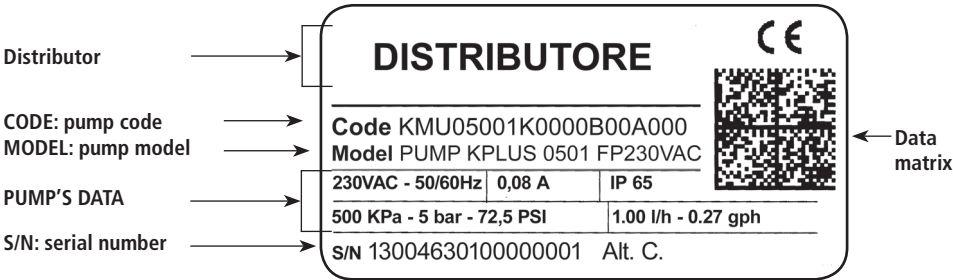 Distributor
DISTRIBUTORE
CE
CODE: pump code
MODEL: pump model
Code KMU05001K0000B00A000
Model PUMP KPLUS 0501 FP230VAC
Data
matrix
PUMP'S DATA
230VAC - 50/60Hz 0,08 A IP 65
500 KPa - 5 bar - 72,5 PSI 1.00 l/h - 0.27 gph
S/N: serial number
S/N 13004630100000001 Alt. C.